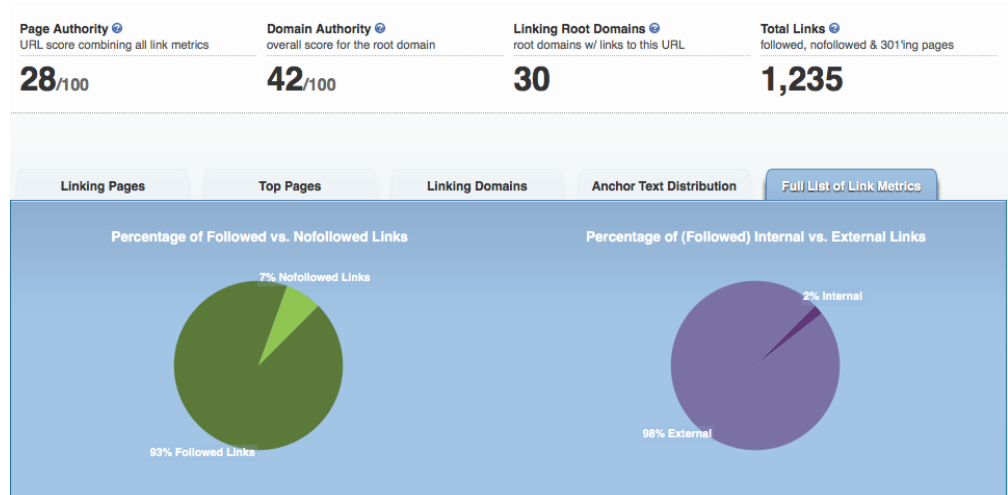 Page Authority
URL score combining all link metrics
28/100
Domain Authority
overall score for the root domain
42/100
Linking Root Domains
root domains w/ links to this URL
30
Total Links
followed, nofollowed & 301'ing pages
1,235
Linking Pages
Top Pages
Linking Domains
Anchor Text Distribution
Full List of Link Metrics
Percentage of Followed vs. Nofollowed Links
7% Nofollowed Links
93% Followed Links
Percentage of (Followed) Internal vs. External Links
2% Internal
98% External